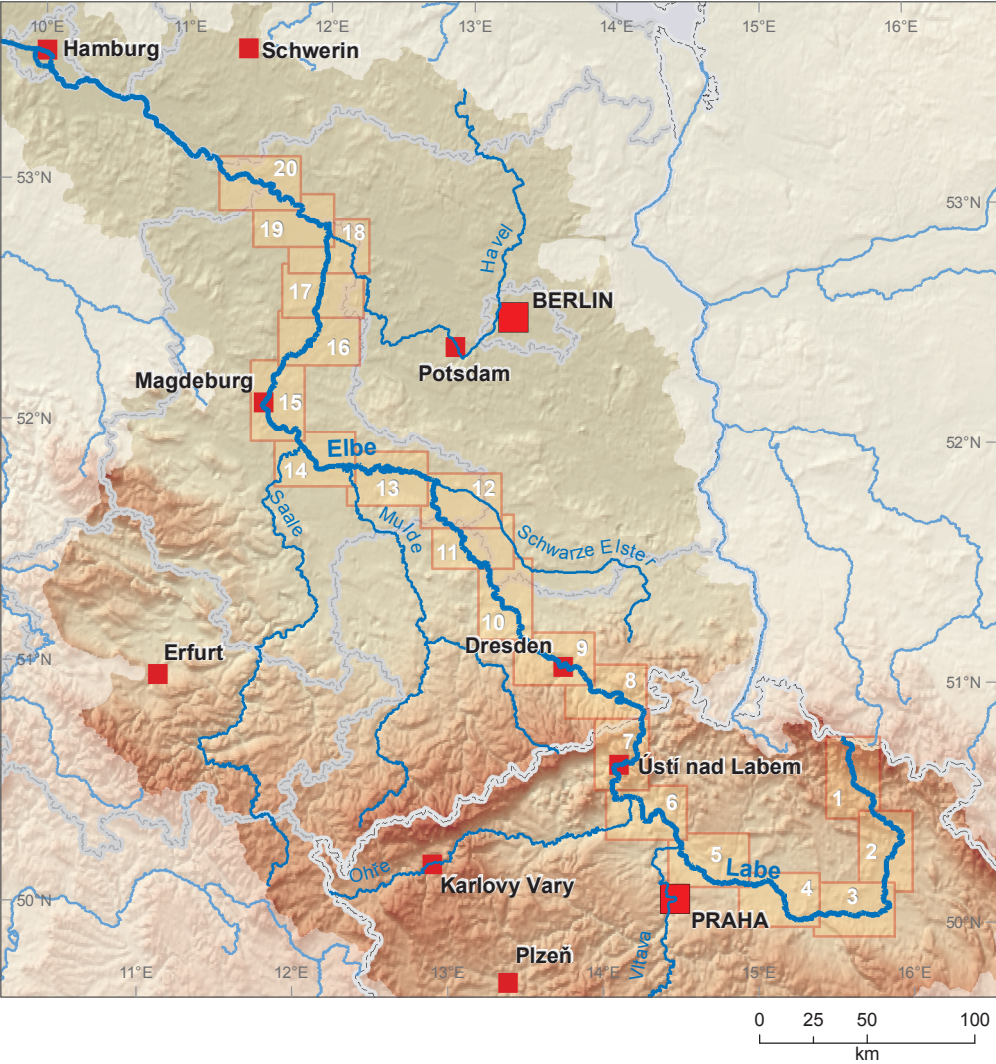 10°E 11°E 12°E 13°E 14°E 15°E 16°E
Hamburg
Schwerin
20
53°N
53°N
19
18
Havel
17
BERLIN
16
Potsdam
Magdeburg
15
52°N
52°N
Elbe
14
13
12
Saale
Mulde
Schwarze Elster
11
10
Dresden
9
Erfurt
51°N
51°N
8
7
Ústí nad Labem
1
6
2
5
Labe
Ohře
Karlovy Vary
4
3
50°N
PRAHA
50°N
Vltava
Plzeň
11°E 12°E 13°E 14°E 15°E 16°E
0 25 50 100
km